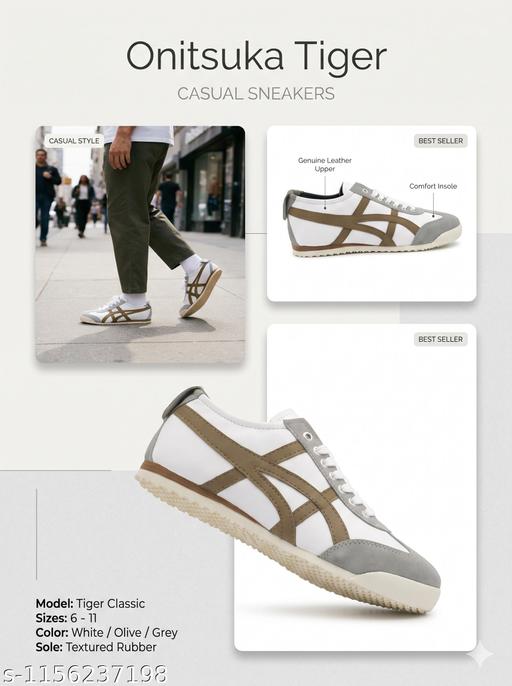 Onitsuka Tiger
CASUAL SNEAKERS
CASUAL STYLE
BEST SELLER
Genuine Leather
Upper
Comfort Insole
BEST SELLER
Model: Tiger Classic
Sizes: 6 - 11
Color: White / Olive / Grey
Sole: Textured Rubber
s-1156237198